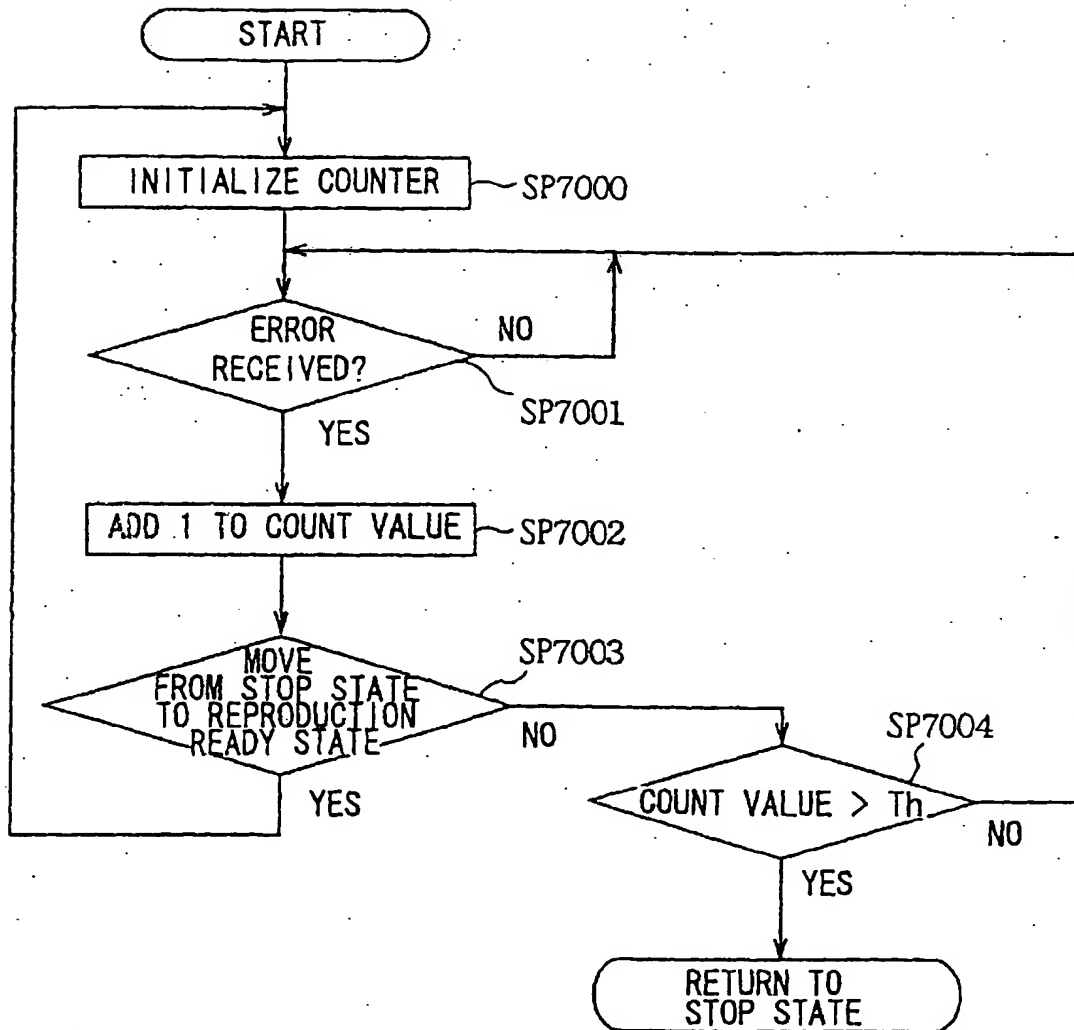 START
INITIALIZE COUNTER
SP7000
ERROR
RECEIVED?
NO
SP7001
YES
ADD 1 TO COUNT VALUE
SP7002
MOVE
FROM STOP STATE
TO REPRODUCTION
READY STATE
SP7003
NO
YES
SP7004
COUNT VALUE > Th
NO
YES
RETURN TO
STOP STATE